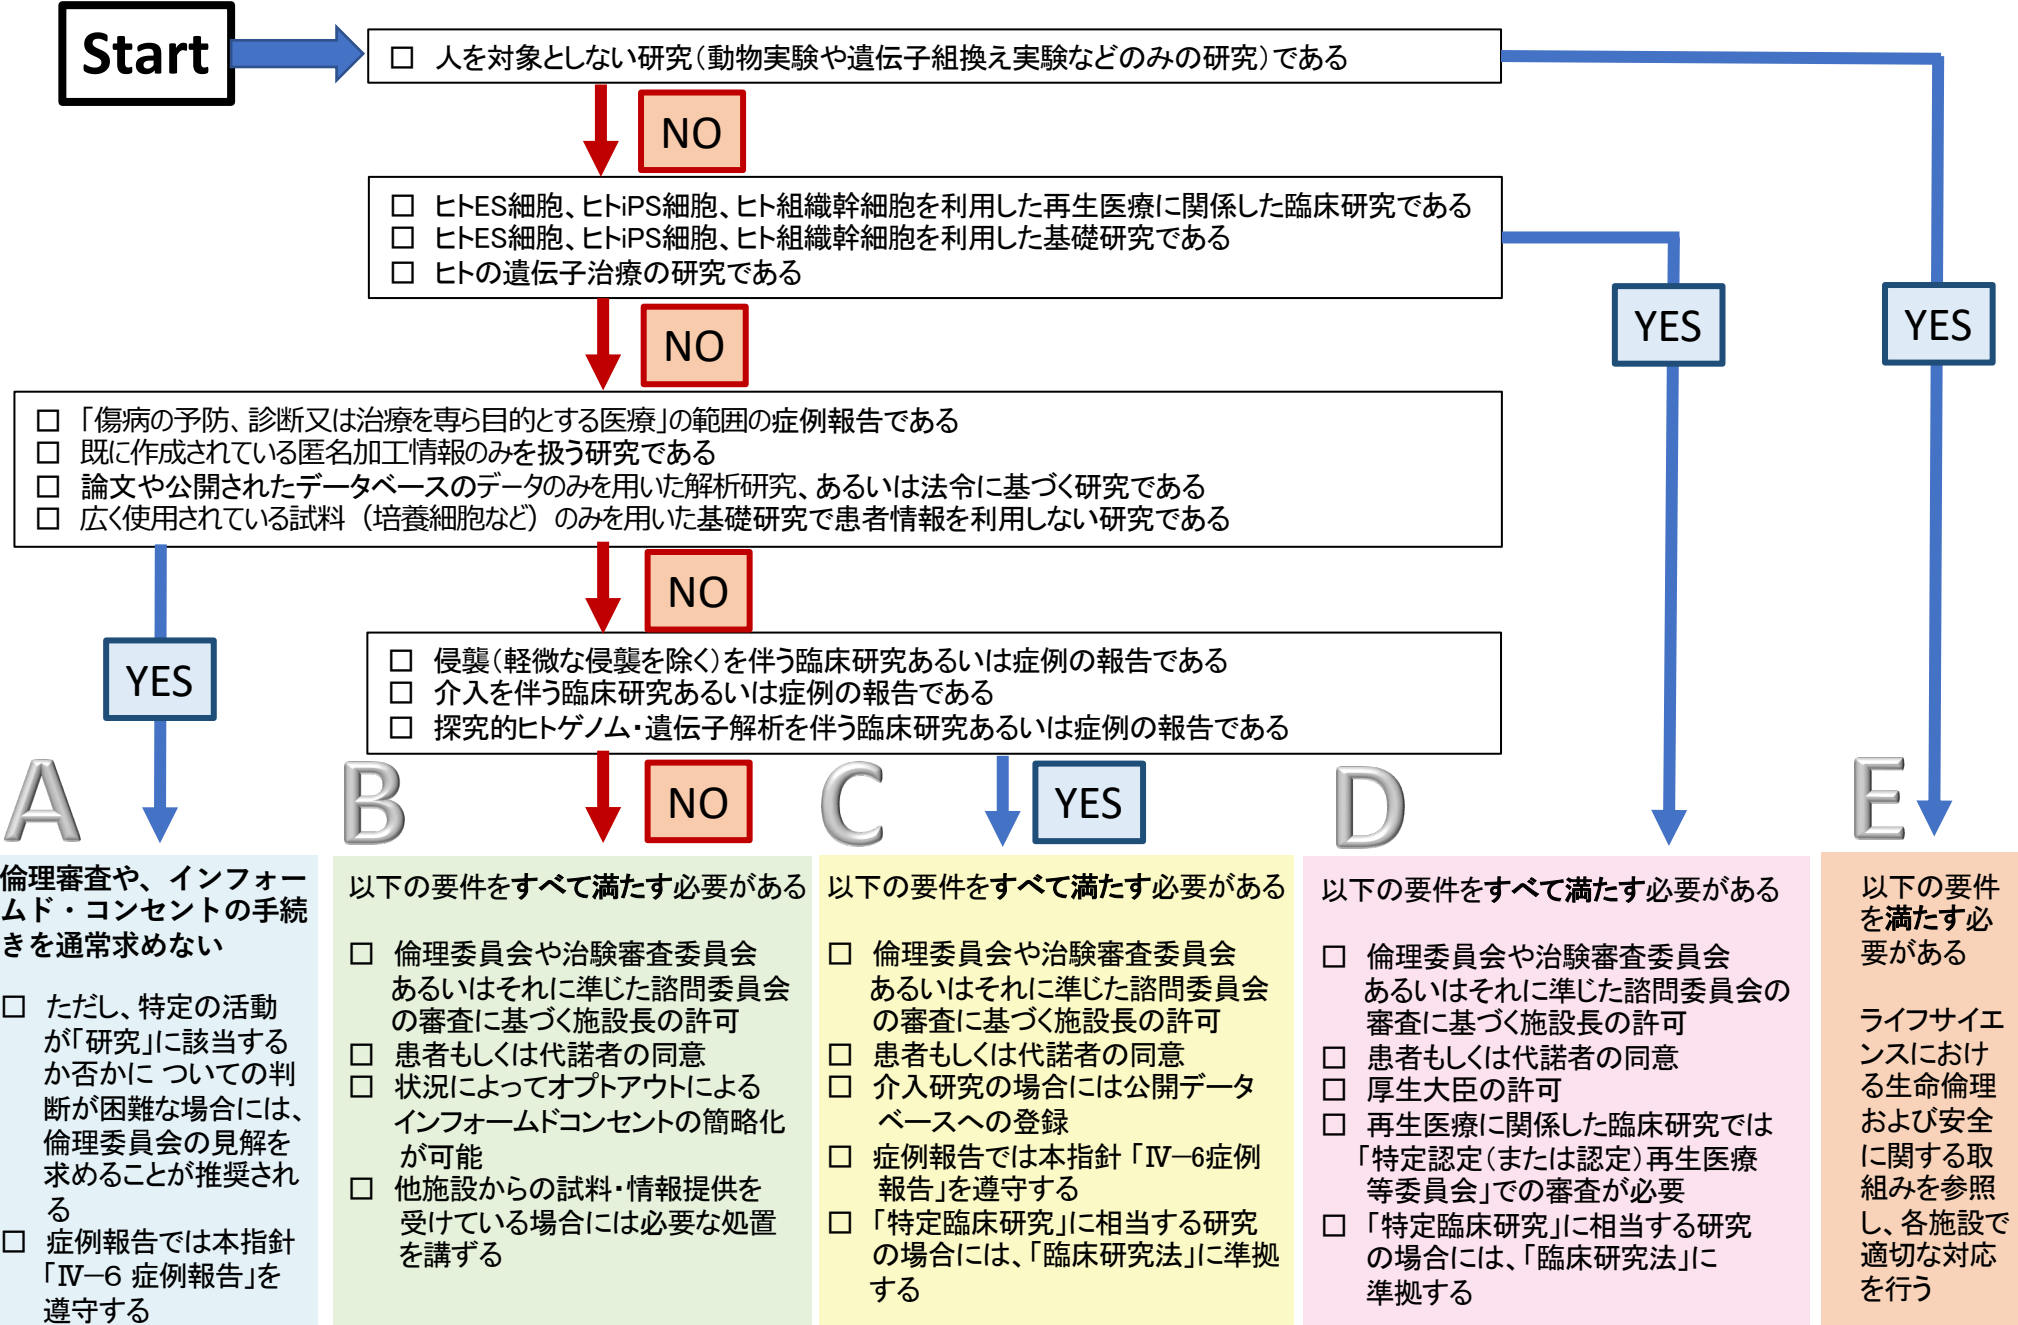 Start
□ 人を対象としない研究（動物実験や遺伝子組換え実験などのみの研究）である
NO
□ ヒトES細胞、ヒトiPS細胞、ヒト組織幹細胞を利用した再生医療に関係した臨床研究である
□ ヒトES細胞、ヒトiPS細胞、ヒト組織幹細胞を利用した基礎研究である
□ ヒトの遺伝子治療の研究である
NO
YES
YES
□ 「傷病の予防、診断又は治療を専ら目的とする医療」の範囲の症例報告である
□ 既に作成されている匿名加工情報のみを扱う研究である
□ 論文や公開されたデータベースのデータのみを用いた解析研究、あるいは法令に基づく研究である
□ 広く使用されている試料（培養細胞など）のみを用いた基礎研究で患者情報を利用しない研究である
NO
YES
□ 侵襲（軽微な侵襲を除く）を伴う臨床研究あるいは症例の報告である
□ 介入を伴う臨床研究あるいは症例の報告である
□ 探究的ヒトゲノム・遺伝子解析を伴う臨床研究あるいは症例の報告である
NO
YES
A
倫理審査や、インフォー
ムド・コンセントの手続
きを通常求めない
□ ただし、特定の活動
が「研究」に該当する
か否かに ついての判
断が困難な場合には、
倫理委員会の見解を
求めることが推奨され
る
□ 症例報告では本指針
「Ⅳ―6 症例報告」を
遵守する
B
以下の要件をすべて満たす必要がある
□ 倫理委員会や治験審査委員会
あるいはそれに準じた諮問委員会
の審査に基づく施設長の許可
□ 患者もしくは代諾者の同意
□ 状況によってオプトアウトによる
インフォームドコンセントの簡略化
が可能
□ 他施設からの試料・情報提供を
受けている場合には必要な処置
を講ずる
C
以下の要件をすべて満たす必要がある
□ 倫理委員会や治験審査委員会
あるいはそれに準じた諮問委員会
の審査に基づく施設長の許可
□ 患者もしくは代諾者の同意
□ 介入研究の場合には公開データ
ベースへの登録
□ 症例報告では本指針「Ⅳ―6症例
報告」を遵守する
□ 「特定臨床研究」に相当する研究
の場合には、「臨床研究法」に準拠
する
D
以下の要件をすべて満たす必要がある
□ 倫理委員会や治験審査委員会
あるいはそれに準じた諮問委員会の
審査に基づく施設長の許可
□ 患者もしくは代諾者の同意
□ 厚生大臣の許可
□ 再生医療に関係した臨床研究では
「特定認定（または認定）再生医療
等委員会」での審査が必要
□ 「特定臨床研究」に相当する研究
の場合には、「臨床研究法」に
準拠する
E
以下の要件
を満たす必
要がある
ライフサイエ
ンスにおけ
る生命倫理
および安全
に関する取
組みを参照
し、各施設で
適切な対応
を行う